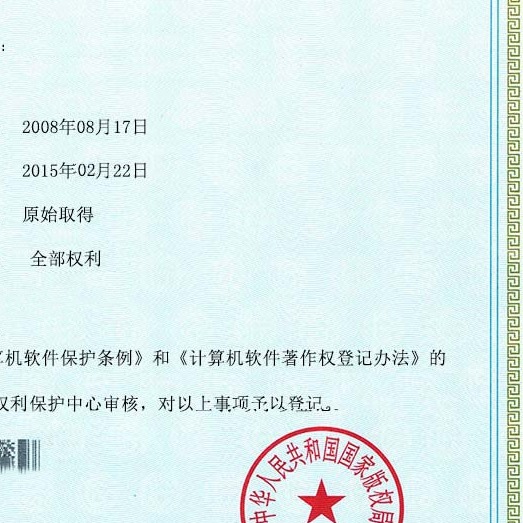 ：
2008年08月17日
2015年02月22日
原始取得
全部权利
算机软件保护条例》和《计算机软件著作权登记办法》的
权利保护中心审核，对以上事项予以登记。
中华人民共和国国家版权局